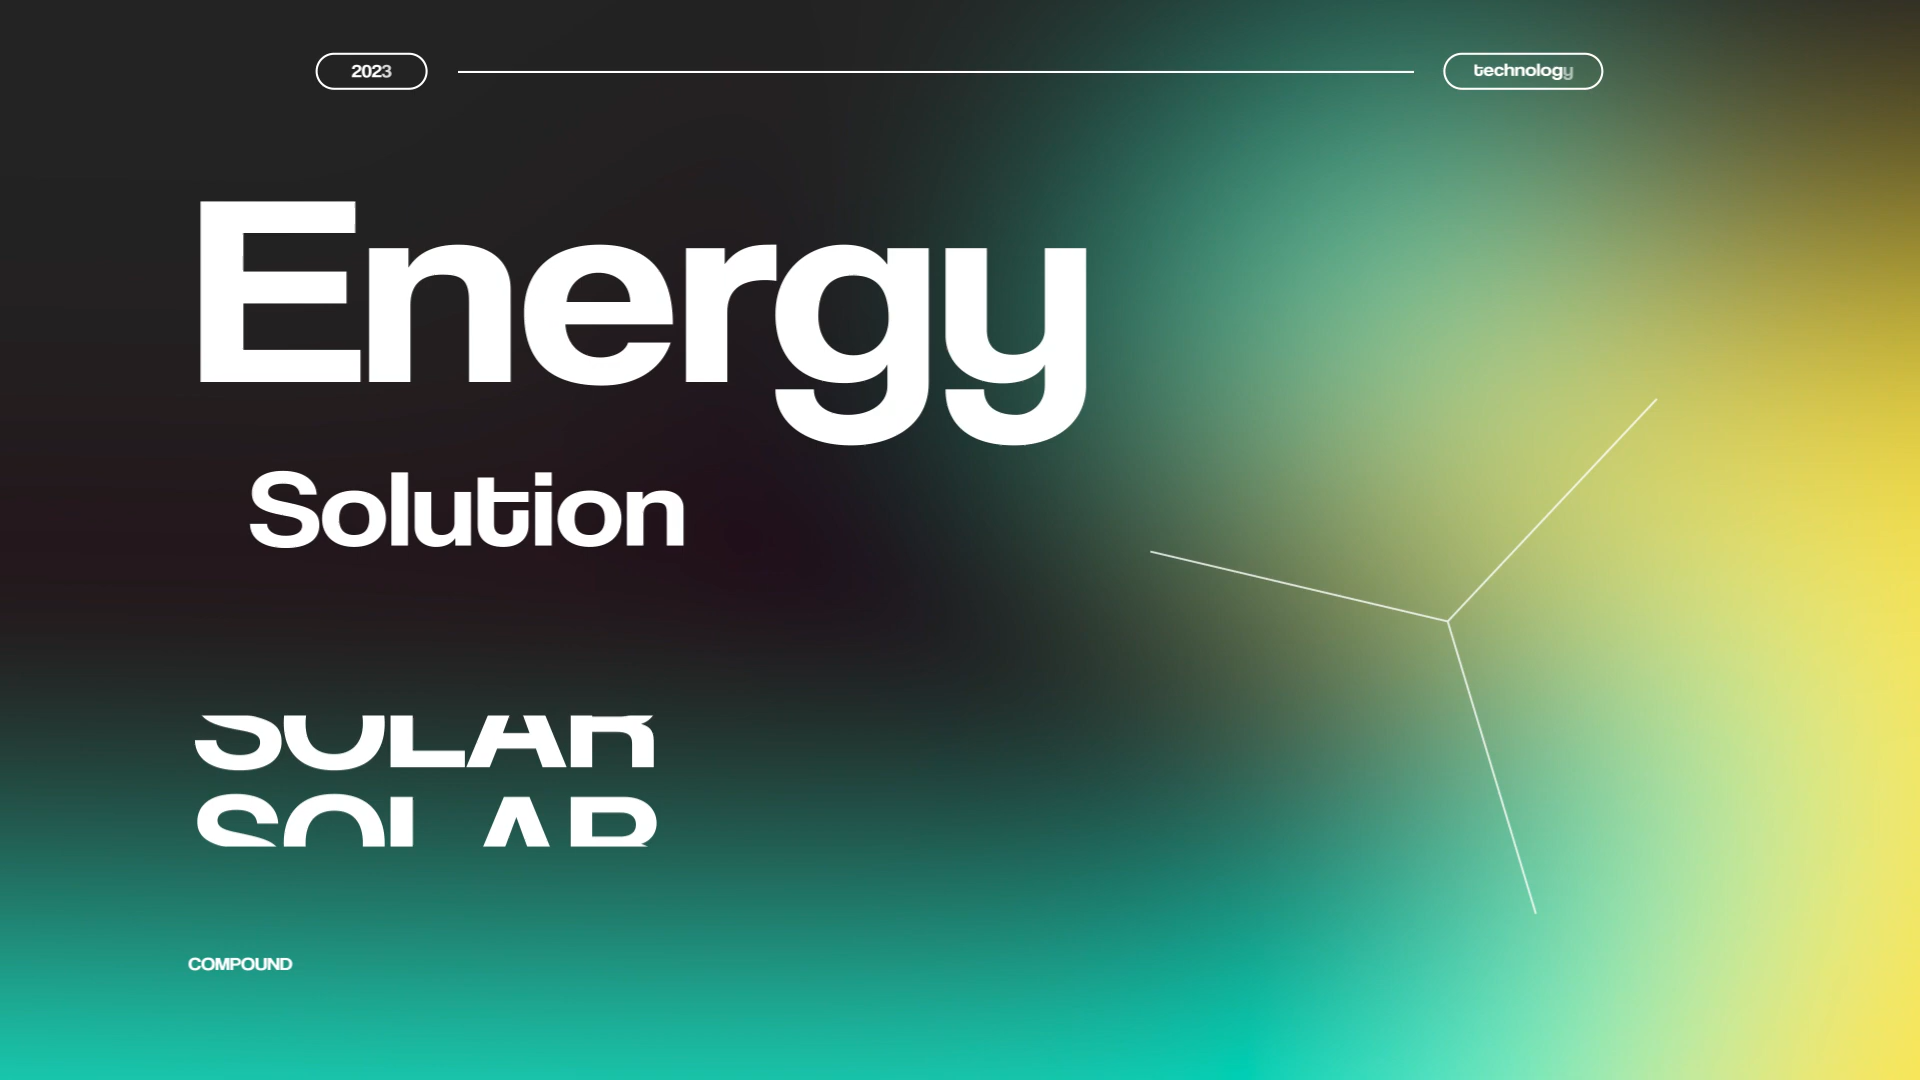 2023
technology
Energy
Solution
SOLAR
SOLAR
COMPOUND